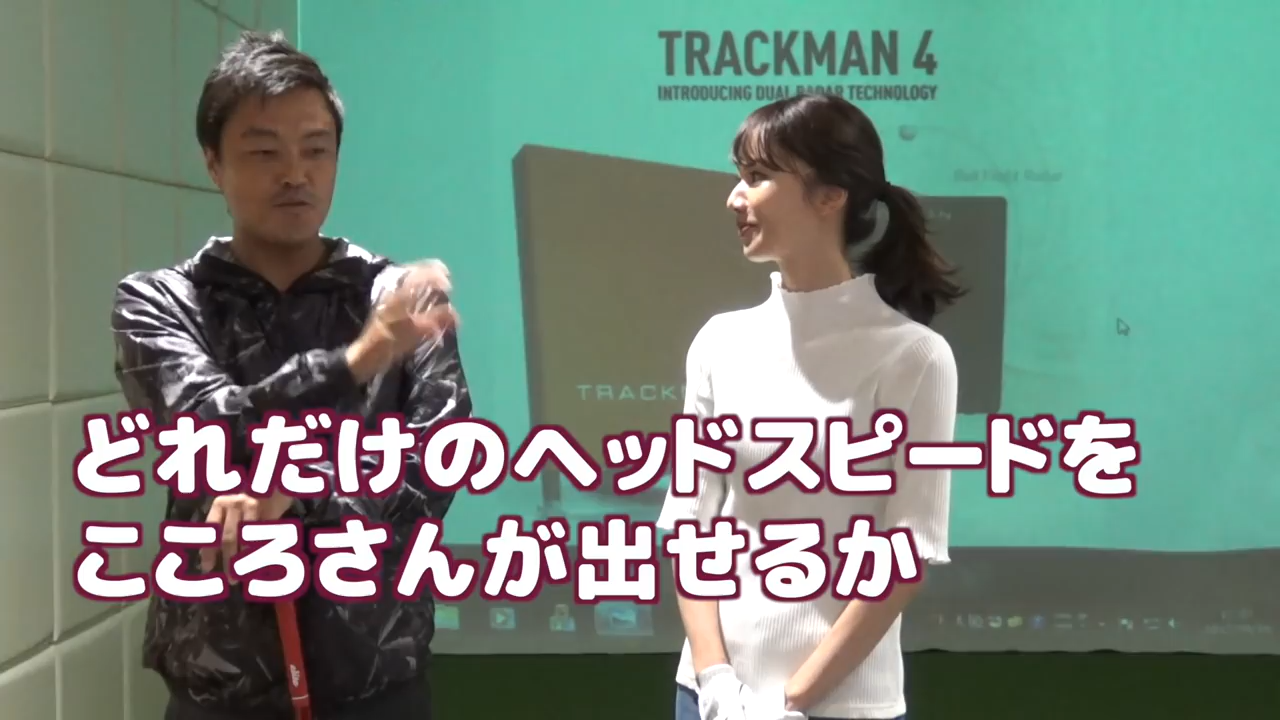 TRACKMAN 4
INTRODUCING DUAL RADAR TECHNOLOGY
TRACK
どれだけのヘッドスピードを
こころさんが出せるか